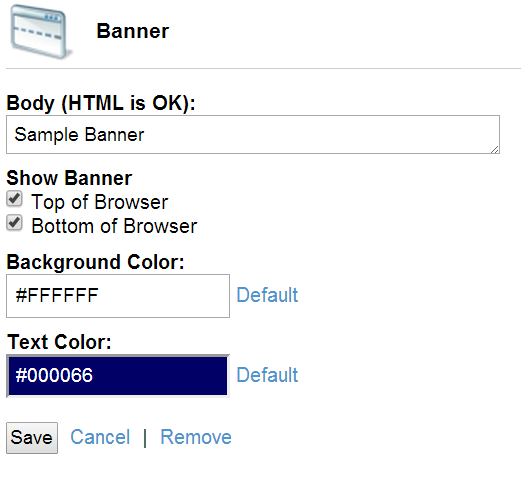 Banner
Body (HTML is OK):
Sample Banner
Show Banner
Top of Browser
Bottom of Browser
Background Color:
#FFFFFF Default
Text Color:
#000066 Default
Save Cancel | Remove